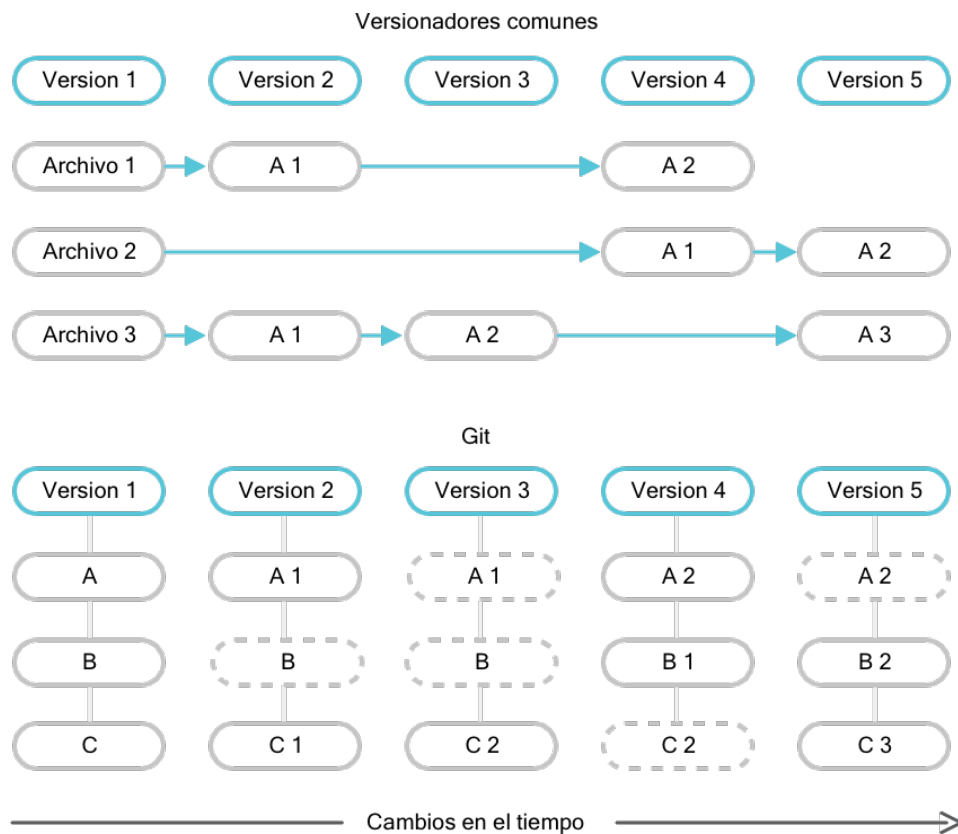 Versionadores comunes
Version 1 Version 2 Version 3 Version 4 Version 5
Archivo 1 A 1 A 2
Archivo 2 A 1 A 2
Archivo 3 A 1 A 2 A 3
Git
Version 1 Version 2 Version 3 Version 4 Version 5
A A 1 A 1 A 2 A 2
B B B B 1 B 2
C C 1 C 2 C 2 C 3
Cambios en el tiempo